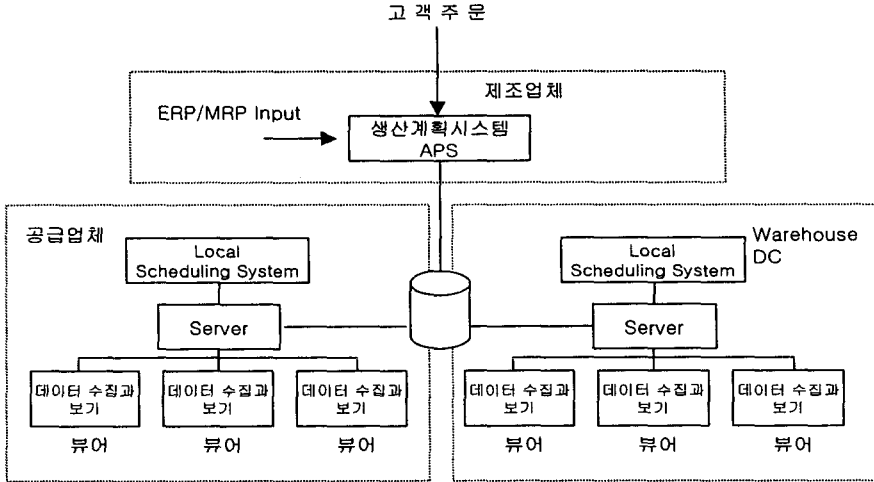 고객주문
제조업체
ERP/MRP Input
생산계획시스템
APS
공급업체
Local
Scheduling System
Server
데이터 수집과
보기
데이터 수집과
보기
데이터 수집과
보기
뷰어
뷰어
뷰어
Warehouse
DC
Local
Scheduling System
Server
데이터 수집과
보기
데이터 수집과
보기
데이터 수집과
보기
뷰어
뷰어
뷰어